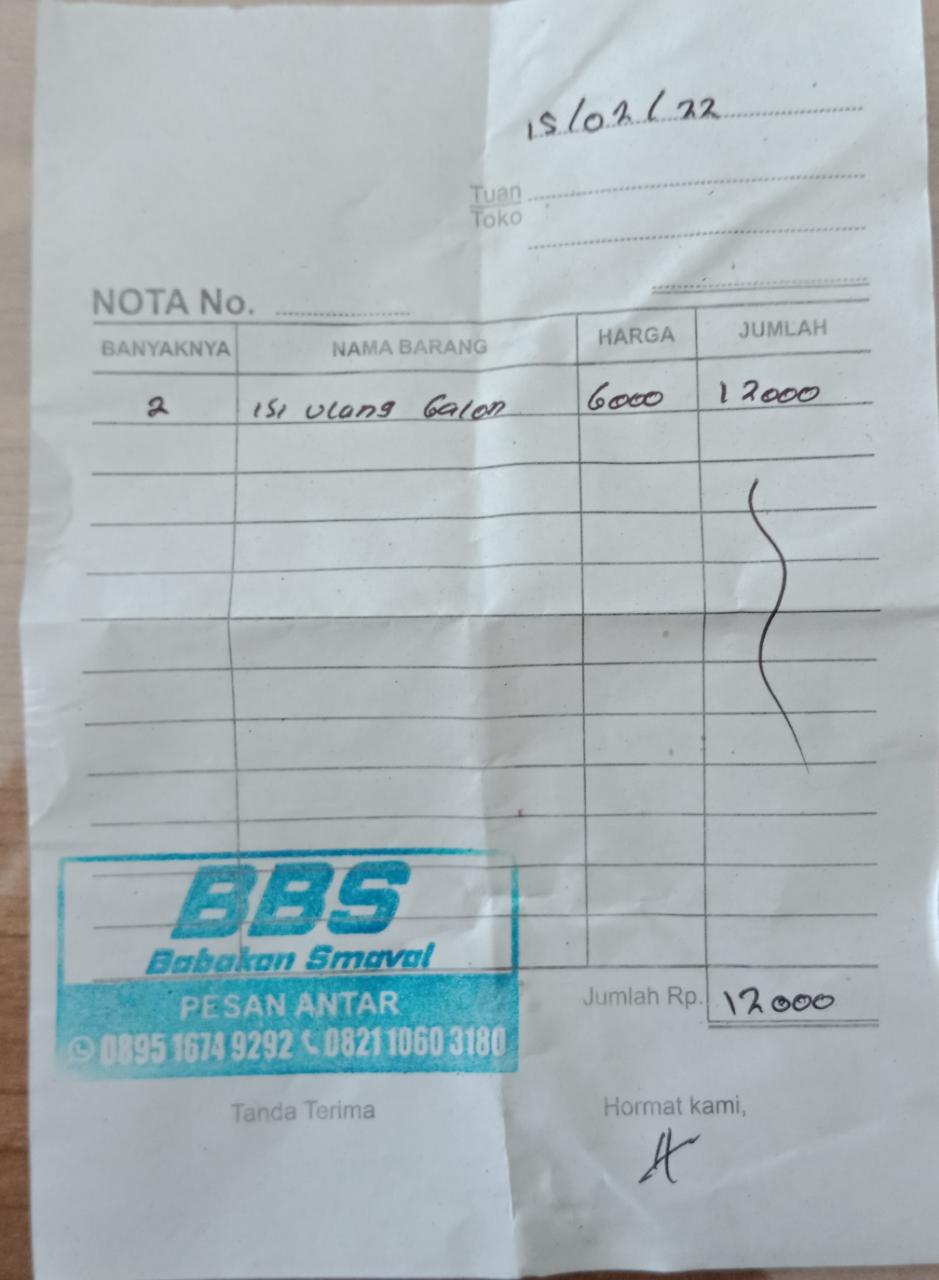 15/02/22
Tuan
Toko
NOTA No.
BANYAKNYA NAMA BARANG HARGA JUMLAH
2 isi ulang Galon 6000 12000
BBS
Babakan Smaval
PESAN ANTAR
0895 1674 9292 0821 1060 3180
Jumlah Rp. 12000
Tanda Terima Hormat kami,